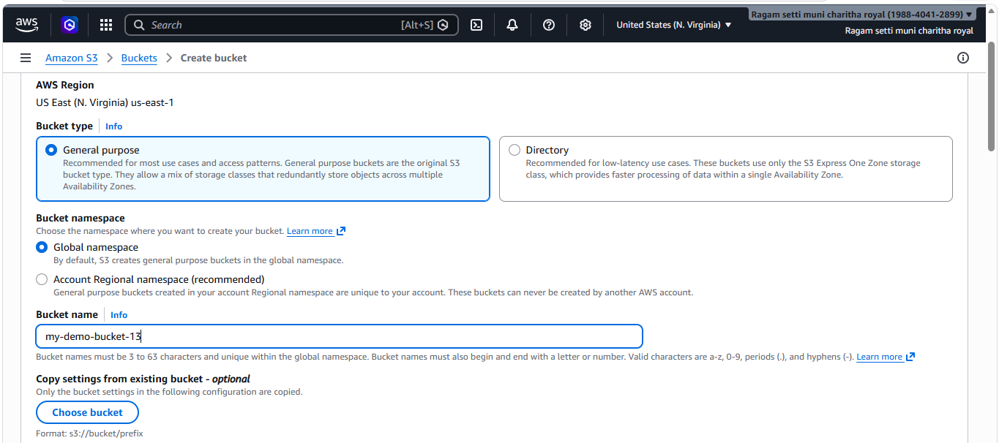 aws
Search [Alt+S]
United States (N. Virginia) ▼
Ragam setti muni charitha royal (1988-4041-2899) ▼
Ragam setti muni charitha royal
Amazon S3 > Buckets > Create bucket
AWS Region
US East (N. Virginia) us-east-1
Bucket type Info
General purpose
Recommended for most use cases and access patterns. General purpose buckets are the original S3
bucket type. They allow a mix of storage classes that redundantly store objects across multiple
Availability Zones.
Directory
Recommended for low-latency use cases. These buckets use only the S3 Express One Zone storage
class, which provides faster processing of data within a single Availability Zone.
Bucket namespace
Choose the namespace where you want to create your bucket. Learn more
Global namespace
By default, S3 creates general purpose buckets in the global namespace.
Account Regional namespace (recommended)
General purpose buckets created in your account Regional namespace are unique to your account. These buckets can never be created by another AWS account.
Bucket name Info
my-demo-bucket-13
Bucket names must be 3 to 63 characters and unique within the global namespace. Bucket names must also begin and end with a letter or number. Valid characters are a-z, 0-9, periods (.), and hyphens (-). Learn more
Copy settings from existing bucket - optional
Only the bucket settings in the following configuration are copied.
Choose bucket
Format: s3://bucket/prefix